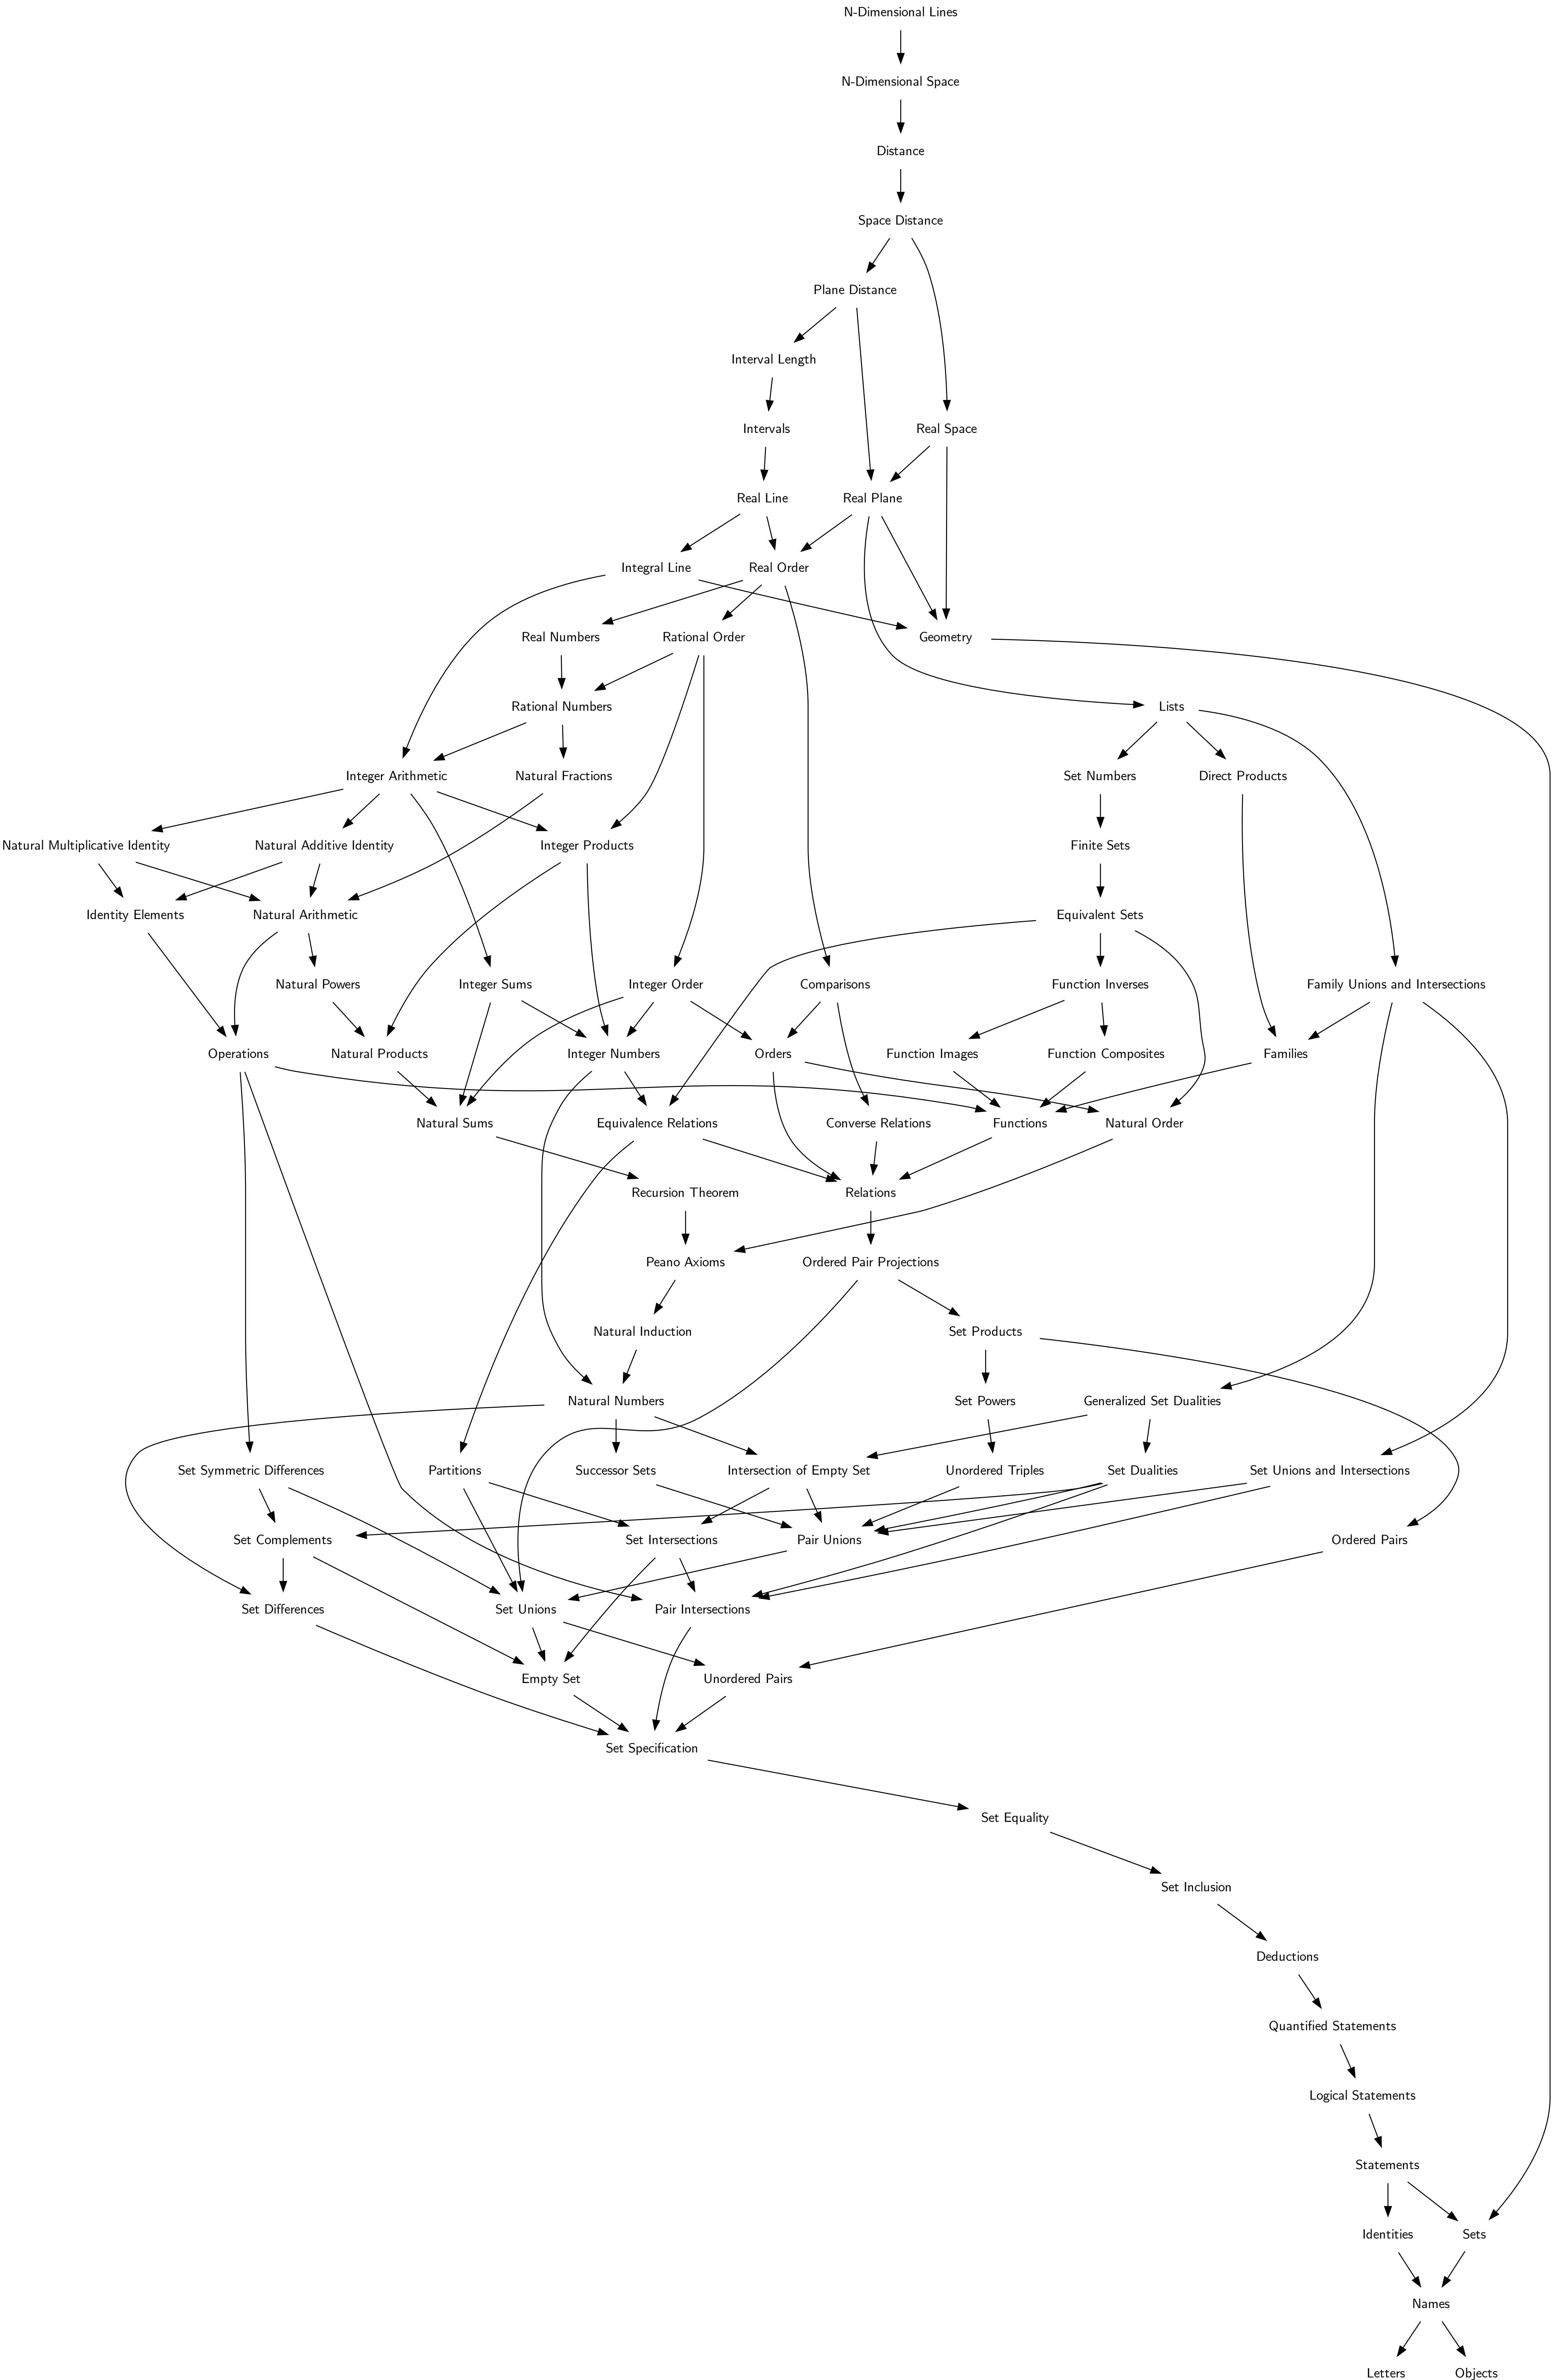 N-Dimensional Lines
N-Dimensional Space
Distance
Space Distance
Plane Distance
Interval Length
Intervals
Real Space
Real Line
Real Plane
Integral Line
Real Order
Real Numbers
Rational Order
Geometry
Rational Numbers
Lists
Integer Arithmetic
Natural Fractions
Set Numbers
Direct Products
Natural Multiplicative Identity
Natural Additive Identity
Integer Products
Finite Sets
Identity Elements
Natural Arithmetic
Equivalent Sets
Natural Powers
Integer Sums
Integer Order
Comparisons
Function Inverses
Family Unions and Intersections
Operations
Natural Products
Integer Numbers
Orders
Function Images
Function Composites
Families
Natural Sums
Equivalence Relations
Converse Relations
Functions
Natural Order
Recursion Theorem
Relations
Peano Axioms
Ordered Pair Projections
Natural Induction
Set Products
Natural Numbers
Set Powers
Generalized Set Dualities
Set Symmetric Differences
Partitions
Successor Sets
Intersection of Empty Set
Unordered Triples
Set Dualities
Set Unions and Intersections
Set Complements
Set Intersections
Pair Unions
Ordered Pairs
Set Differences
Set Unions
Pair Intersections
Empty Set
Unordered Pairs
Set Specification
Set Equality
Set Inclusion
Deductions
Quantified Statements
Logical Statements
Statements
Identities
Sets
Names
Letters
Objects